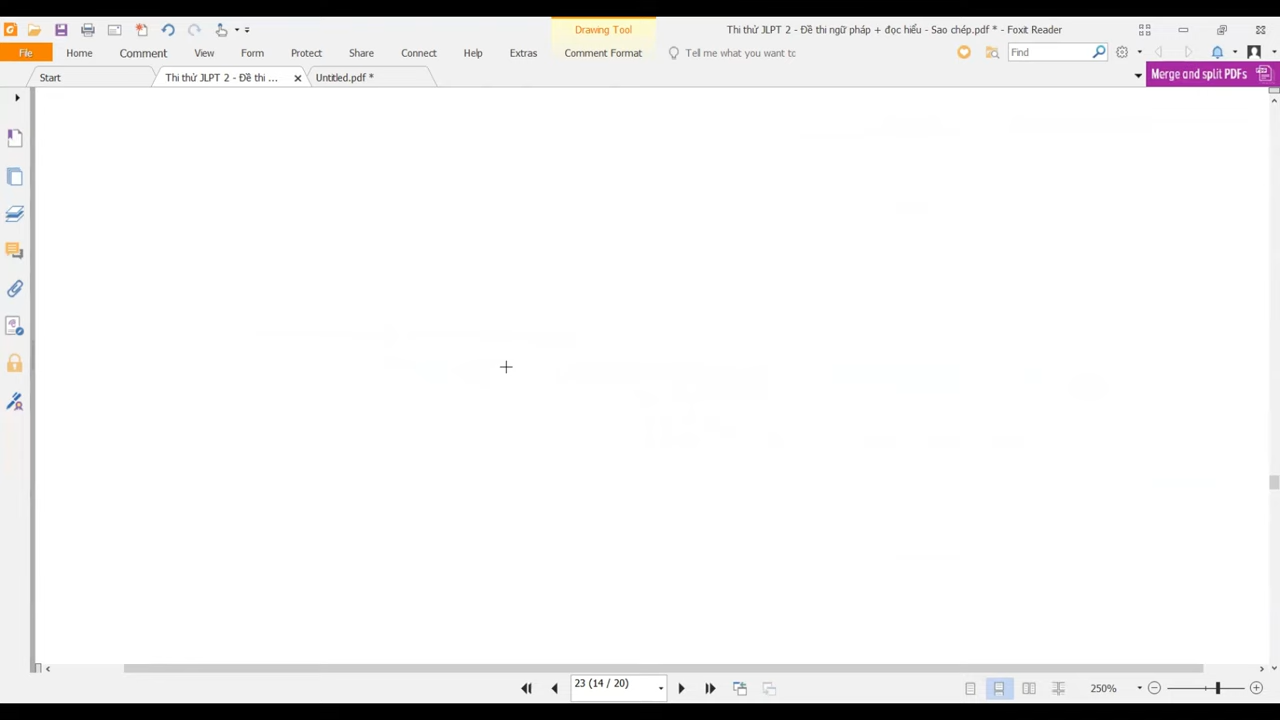 Drawing Tool
Thi thử JLPT 2 - Đề thi ngữ pháp + đọc hiểu - Sao chép.pdf * - Foxit Reader
File Home Comment View Form Protect Share Connect Help Extras Comment Format Tell me what you want to Find
Start Thi thử JLPT 2 - Đề thi ... Untitled.pdf * Merge and split PDFs
23 (14 / 20) 250%